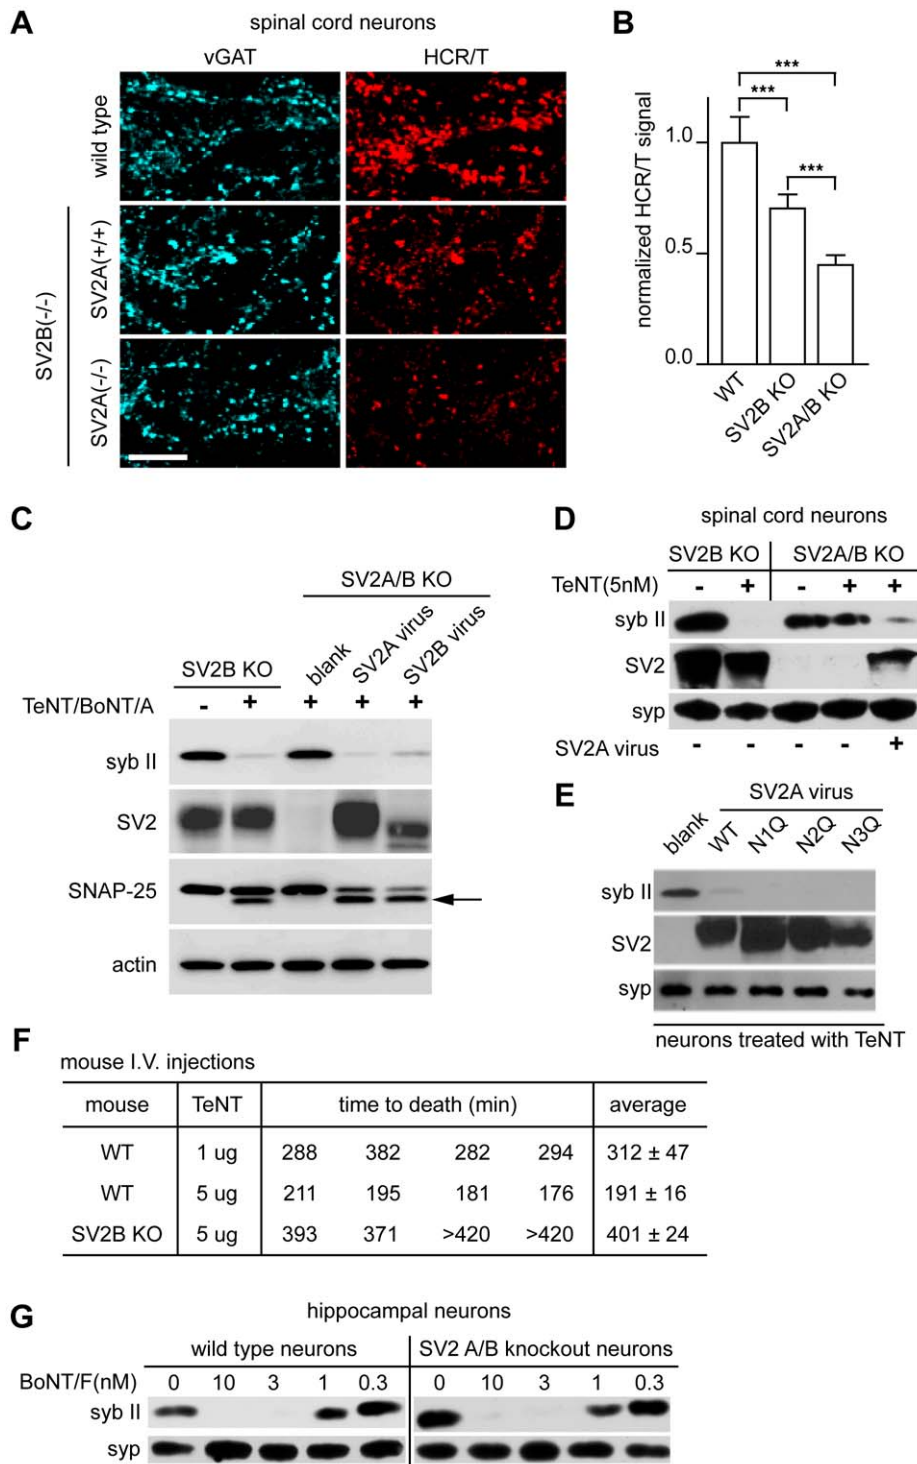 A
spinal cord neurons
vGAT HCR/T
wild type
SV2B(-/-)
SV2A(+/+)
SV2A(-/-)
B
normalized HCR/T signal
1.0
0.5
0.0
***
***
***
WT
SV2B KO
SV2A/B KO
C
SV2A/B KO
SV2B KO blank SV2A virus SV2B virus
TeNT/BoNT/A - + + + +
syb II
SV2
SNAP-25
actin
D
spinal cord neurons
SV2B KO SV2A/B KO
TeNT(5nM) - + - + +
syb II
SV2
syp
SV2A virus - - - - +
E
SV2A virus
blank WT N1Q N2Q N3Q
syb II
SV2
syp
neurons treated with TeNT
F
mouse I.V. injections
mouse TeNT time to death (min) average
WT 1 ug 288 382 282 294 312 ± 47
WT 5 ug 211 195 181 176 191 ± 16
SV2B KO 5 ug 393 371 >420 >420 401 ± 24
G
hippocampal neurons
wild type neurons SV2 A/B knockout neurons
BoNT/F(nM) 0 10 3 1 0.3 0 10 3 1 0.3
syb II
syp